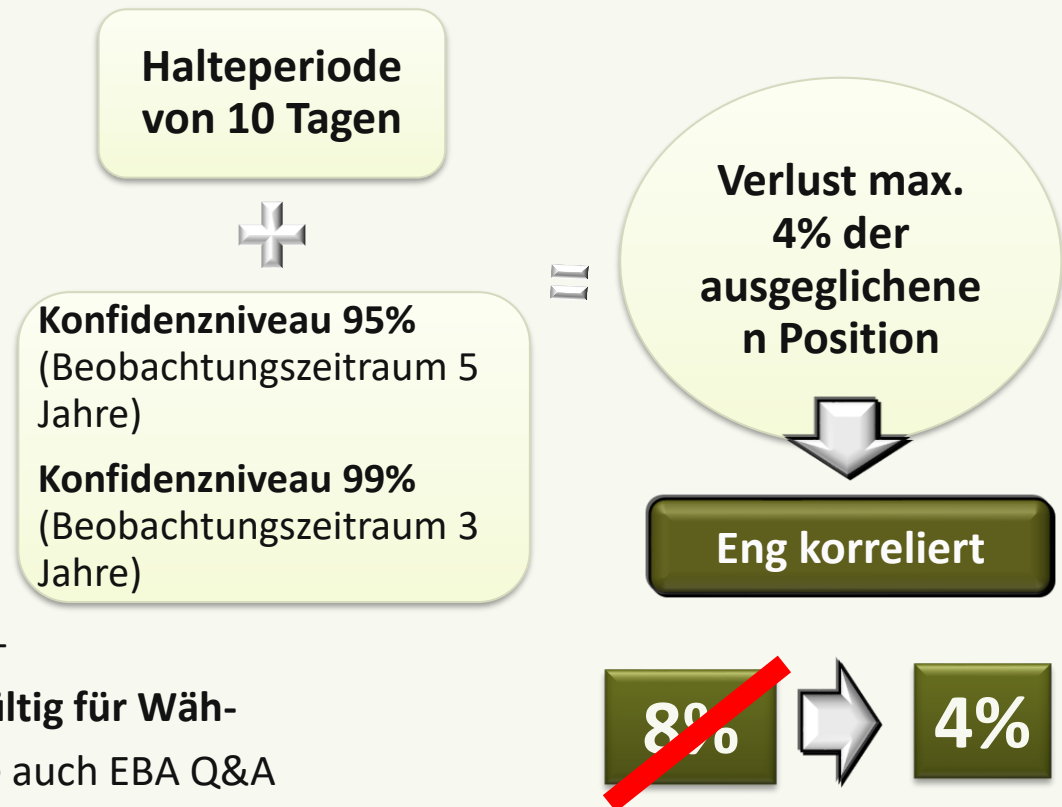 Halteperiode
von 10 Tagen
Konfidenzniveau 95%
(Beobachtungszeitraum 5
Jahre)
Konfidenzniveau 99%
(Beobachtungszeitraum 3
Jahre)
=
Verlust max.
4% der
ausgeglichene
n Position
Eng korreliert
-
ültig für Wäh-
auch EBA Q&A
8%
4%